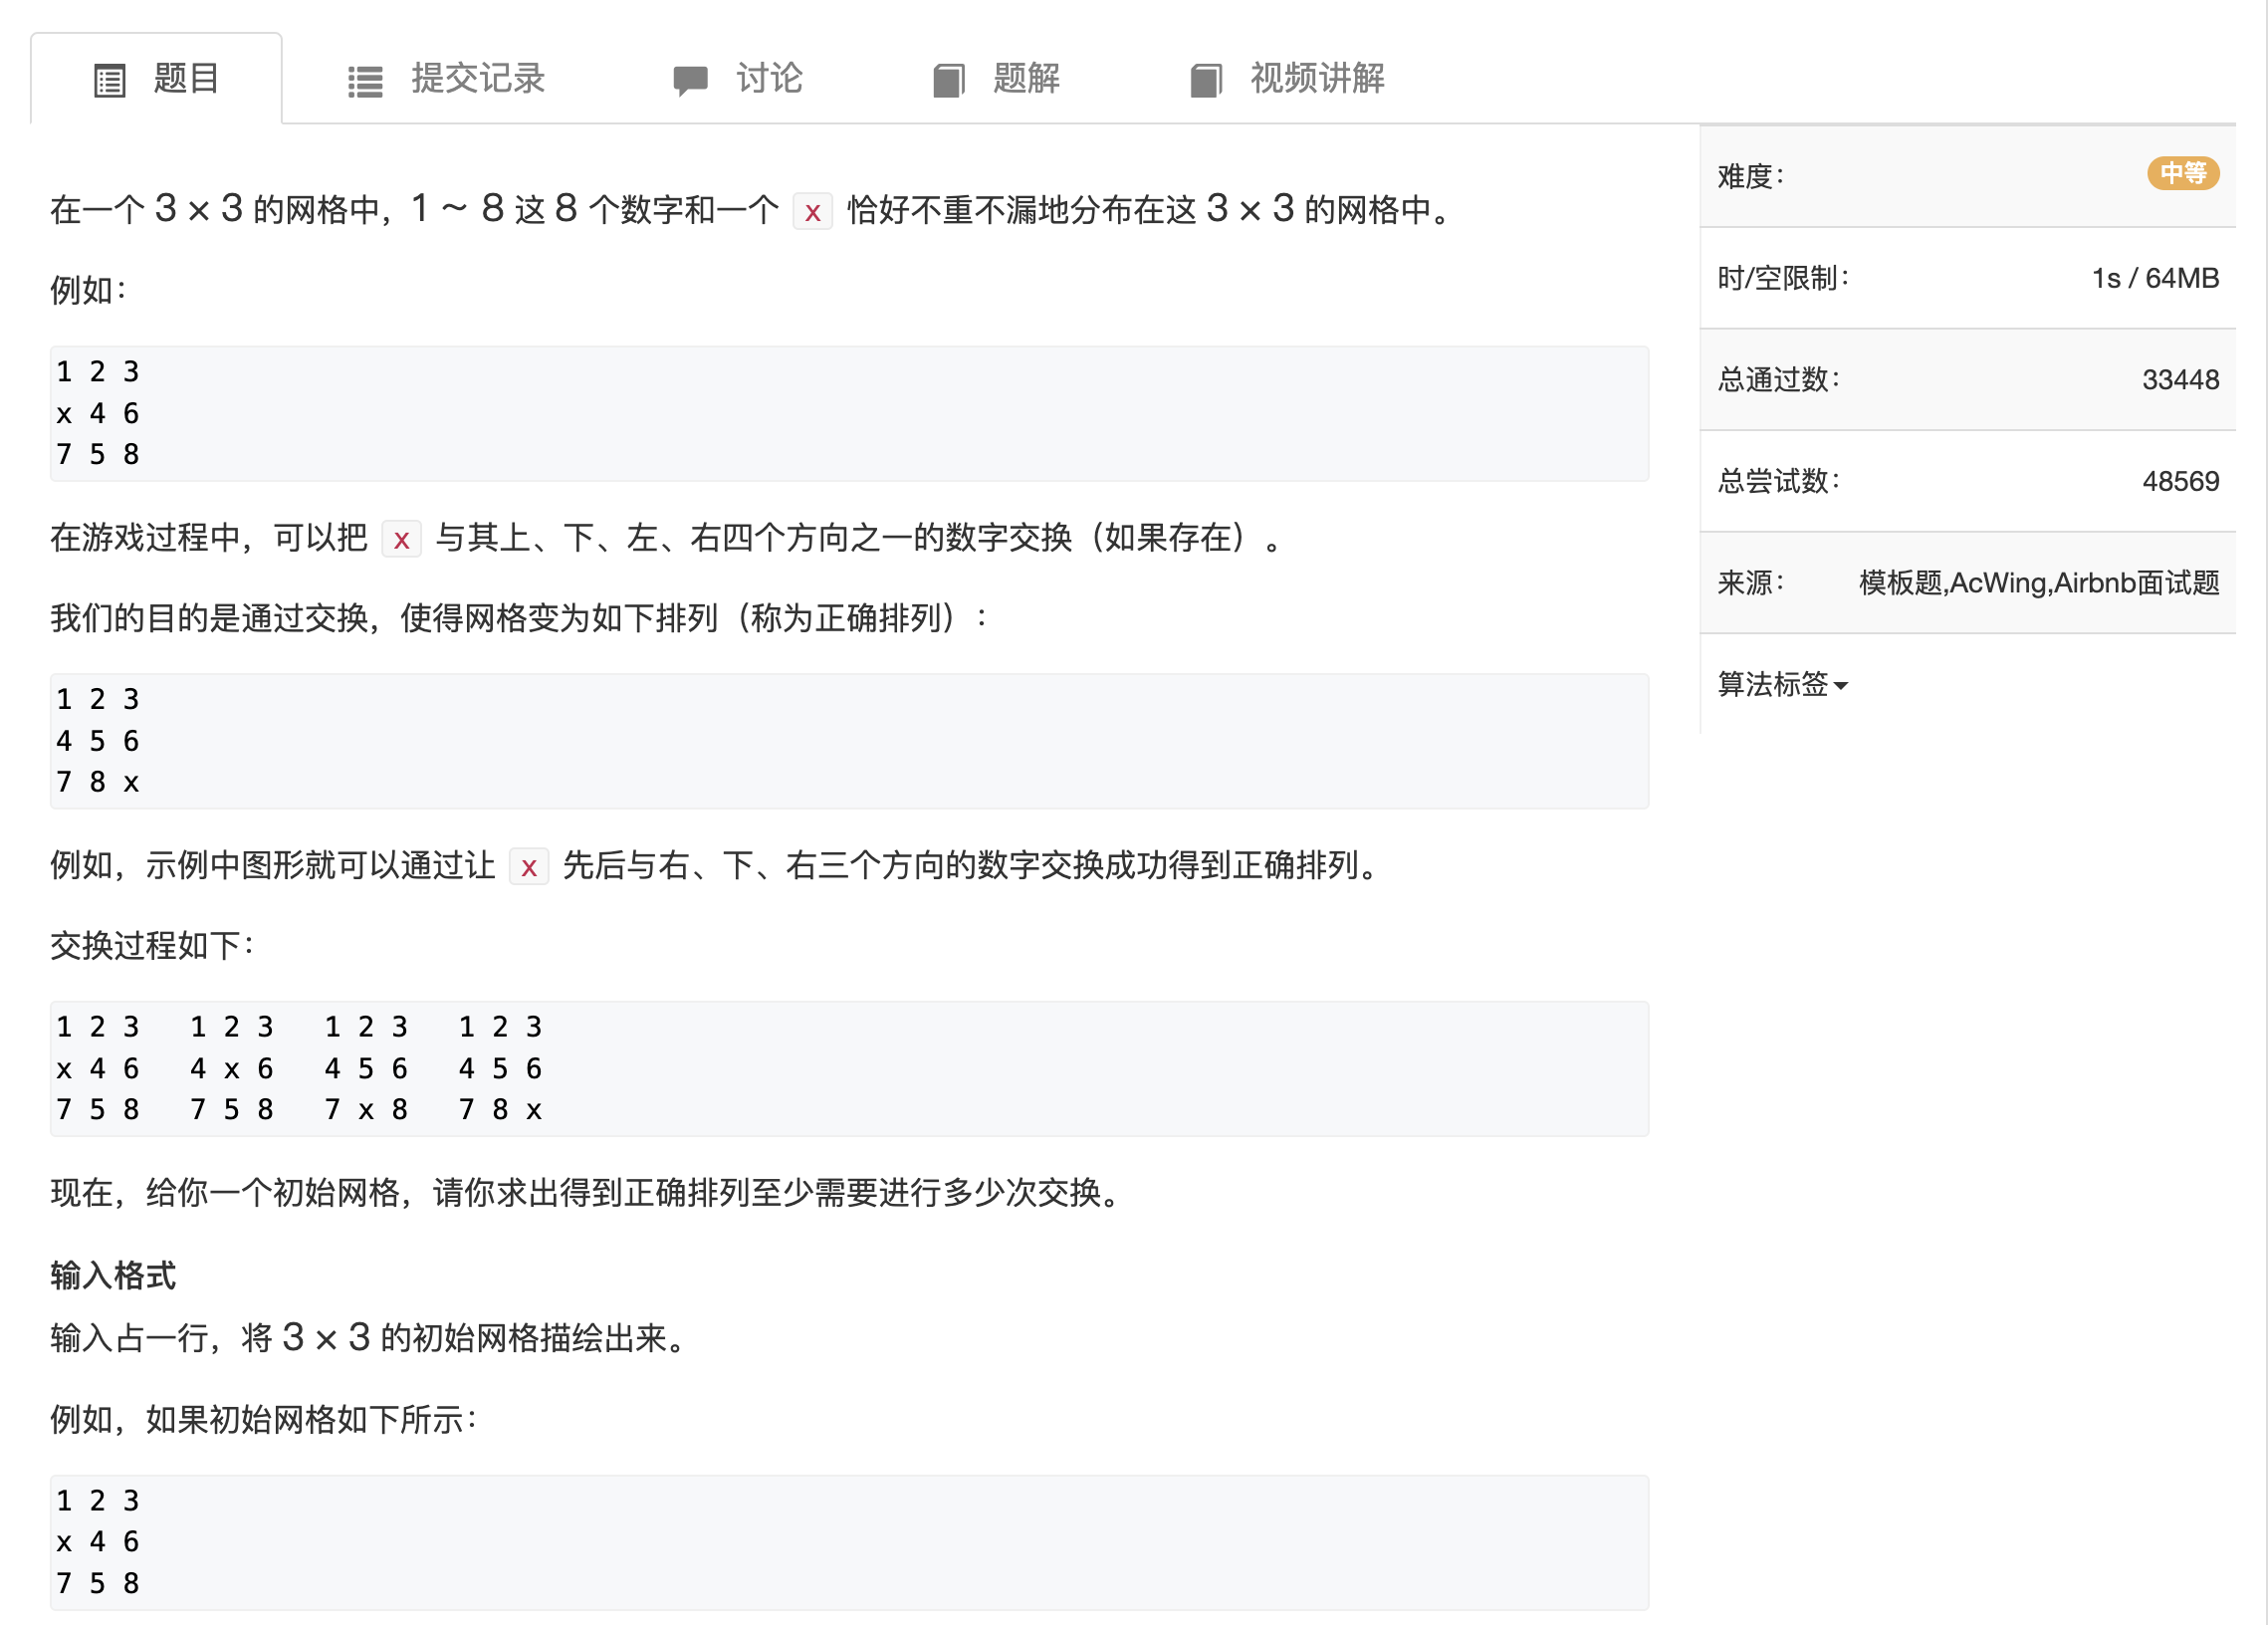 题目 提交记录 讨论 题解 视频讲解
在一个 3 × 3 的网格中，1 ∼ 8 这 8 个数字和一个 x 恰好不重不漏地分布在这 3 × 3 的网格中。
例如：
1 2 3
x 4 6
7 5 8
在游戏过程中，可以把 x 与其上、下、左、右四个方向之一的数字交换（如果存在）。
我们的目的是通过交换，使得网格变为如下排列（称为正确排列）：
1 2 3
4 5 6
7 8 x
例如，示例中图形就可以通过让 x 先后与右、下、右三个方向的数字交换成功得到正确排列。
交换过程如下：
1 2 3   1 2 3   1 2 3   1 2 3
x 4 6   4 x 6   4 5 6   4 5 6
7 5 8   7 5 8   7 x 8   7 8 x
现在，给你一个初始网格，请你求出得到正确排列至少需要进行多少次交换。
输入格式
输入占一行，将 3 × 3 的初始网格描绘出来。
例如，如果初始网格如下所示：
1 2 3
x 4 6
7 5 8
难度： 中等
时/空限制： 1s / 64MB
总通过数： 33448
总尝试数： 48569
来源： 模板题,AcWing,Airbnb面试题
算法标签